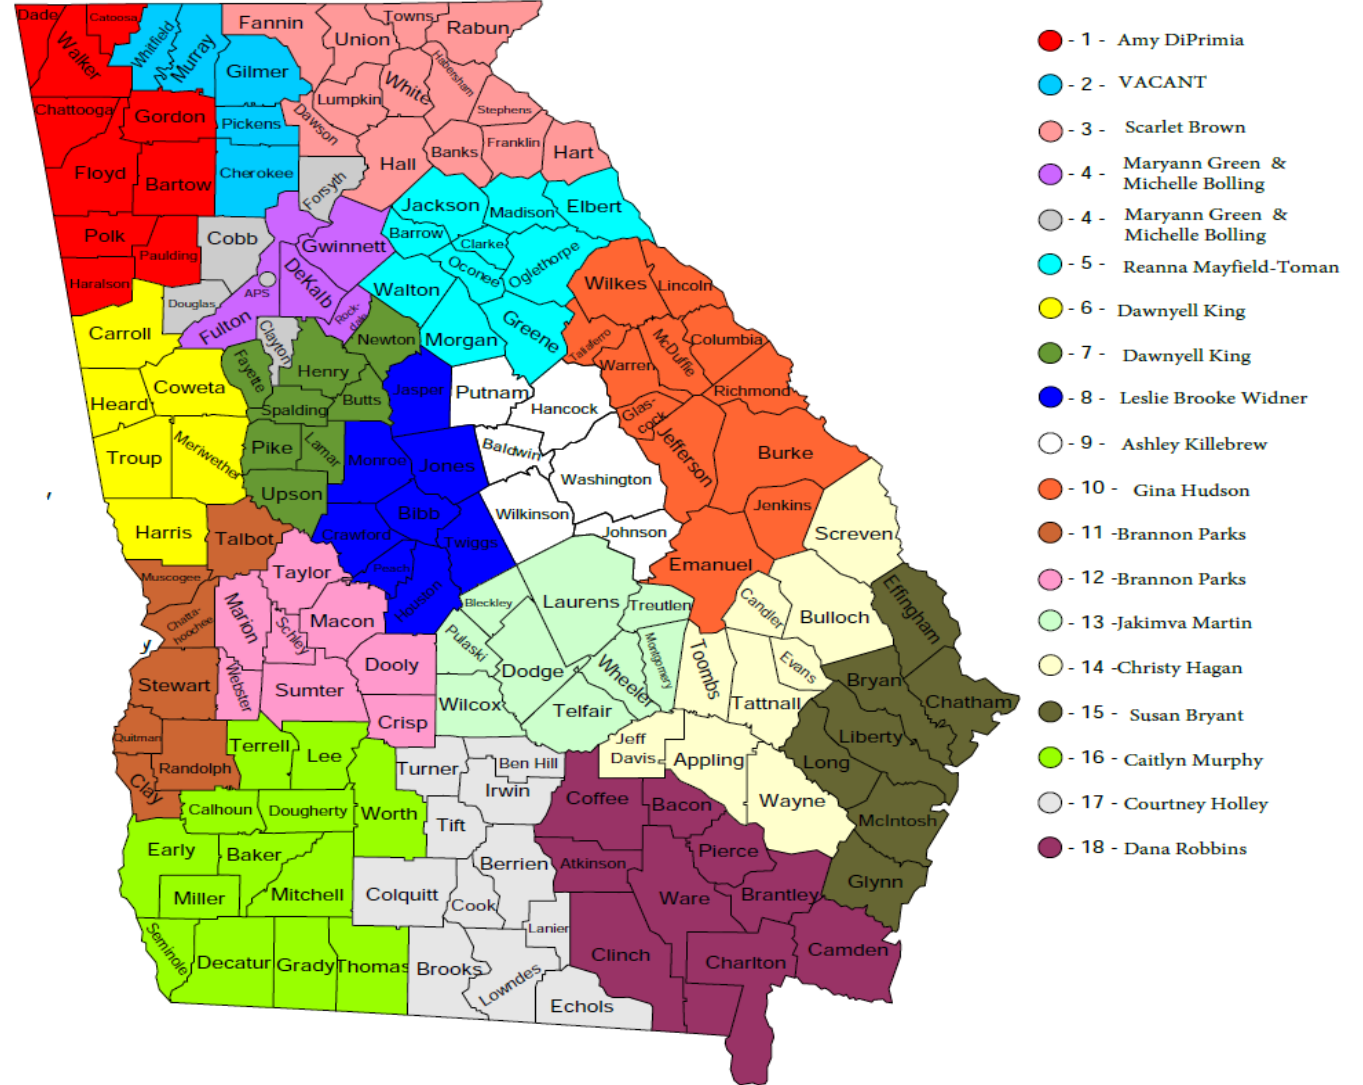 Dade
Catoosa
Walker
Whitfield
Murray
Fannin
Towns
Union
Rabun
Gilmer
Habersham
White
Lumpkin
Chattooga
Gordon
Pickens
Dawson
Stephens
Floyd
Bartow
Cherokee
Forsyth
Hall
Banks
Franklin
Hart
Polk
Paulding
Cobb
Gwinnett
Jackson
Madison
Elbert
Barrow
Clarke
Haralson
Douglas
APS
DeKalb
Walton
Oconee
Oglethorpe
Wilkes
Lincoln
Carroll
Fulton
Rock-
dale
Clayton
Newton
Morgan
Greene
Taliaferro
McDuffie
Columbia
Heard
Coweta
Fayette
Henry
Spalding
Butts
Jasper
Putnam
Hancock
Warren
Richmond
Glas-
cock
Troup
Meriwether
Pike
Lamar
Monroe
Jones
Baldwin
Washington
Jefferson
Burke
Upson
Harris
Talbot
Crawford
Bibb
Twiggs
Wilkinson
Johnson
Jenkins
Screven
Emanuel
Muscogee
Taylor
Peech
Houston
Bleckley
Laurens
Treutlen
Candler
Bulloch
Effingham
Chatta-
hoochee
Marion
Schley
Macon
y
Pulaski
Dodge
Wheeler
Montgomery
Toombs
Evans
Stewart
Webster
Sumter
Dooly
Wilcox
Telfair
Tattnall
Bryan
Chatham
Crisp
Quitman
Randolph
Clay
Terrell
Lee
Turner
Ben Hill
Irwin
Jeff
Davis
Appling
Liberty
Long
Calhoun
Dougherty
Worth
Tift
Coffee
Bacon
Wayne
McIntosh
Early
Baker
Miller
Mitchell
Colquitt
Berrien
Cook
Atkinson
Pierce
Ware
Brantley
Glynn
Lanier
Seminole
Decatur
Grady
Thomas
Brooks
Lowndes
Echols
Clinch
Charlton
Camden
- 1 - Amy DiPrimia
- 2 - VACANT
- 3 - Scarlet Brown
- 4 - Maryann Green &
Michelle Bolling
- 4 - Maryann Green &
Michelle Bolling
- 5 - Reanna Mayfield-Toman
- 6 - Dawnyell King
- 7 - Dawnyell King
- 8 - Leslie Brooke Widner
- 9 - Ashley Killebrew
- 10 - Gina Hudson
- 11 -Brannon Parks
- 12 -Brannon Parks
- 13 -Jakimva Martin
- 14 -Christy Hagan
- 15 - Susan Bryant
- 16 - Caitlyn Murphy
- 17 - Courtney Holley
- 18 - Dana Robbins